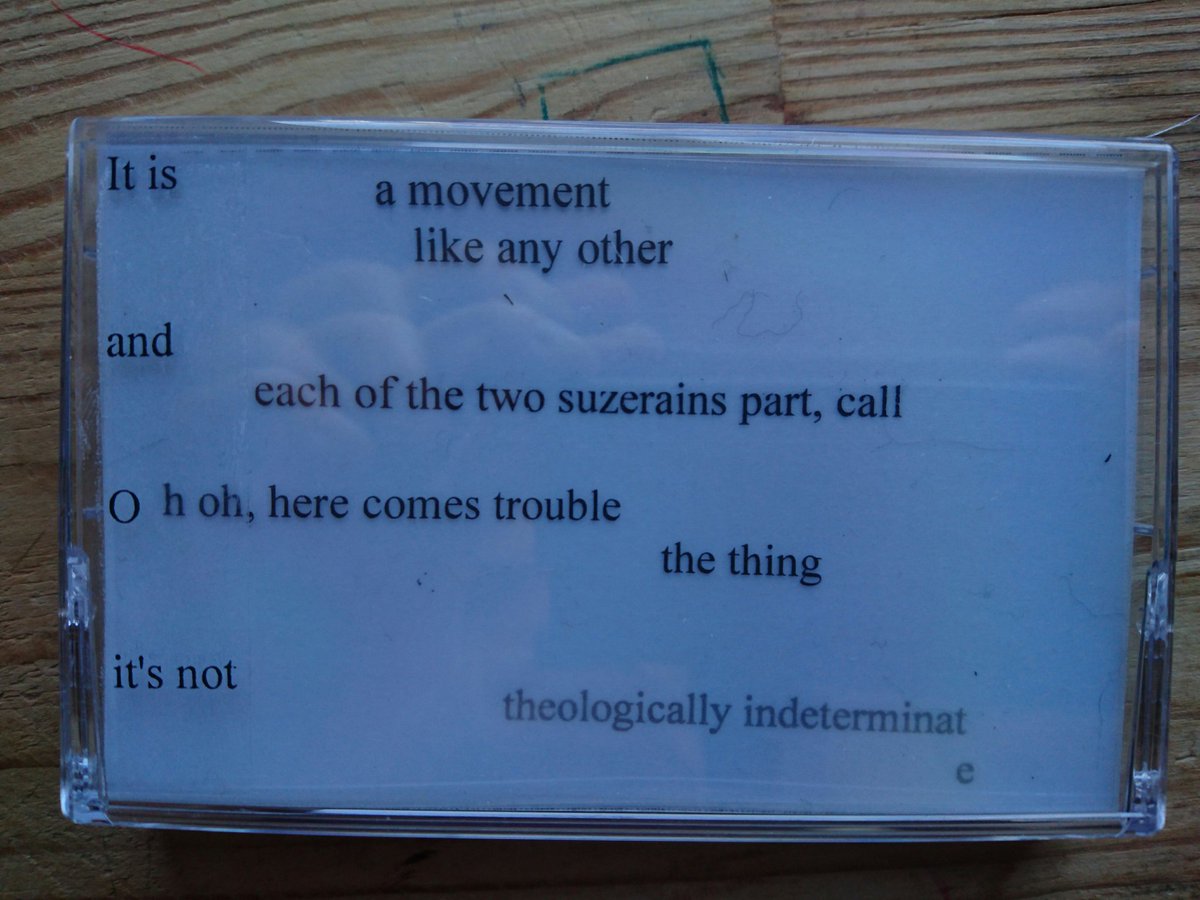 It is
a movement
like any other
and
each of the two suzerains part, call
O h oh, here comes trouble
the thing
it's not
theologically indeterminat
e